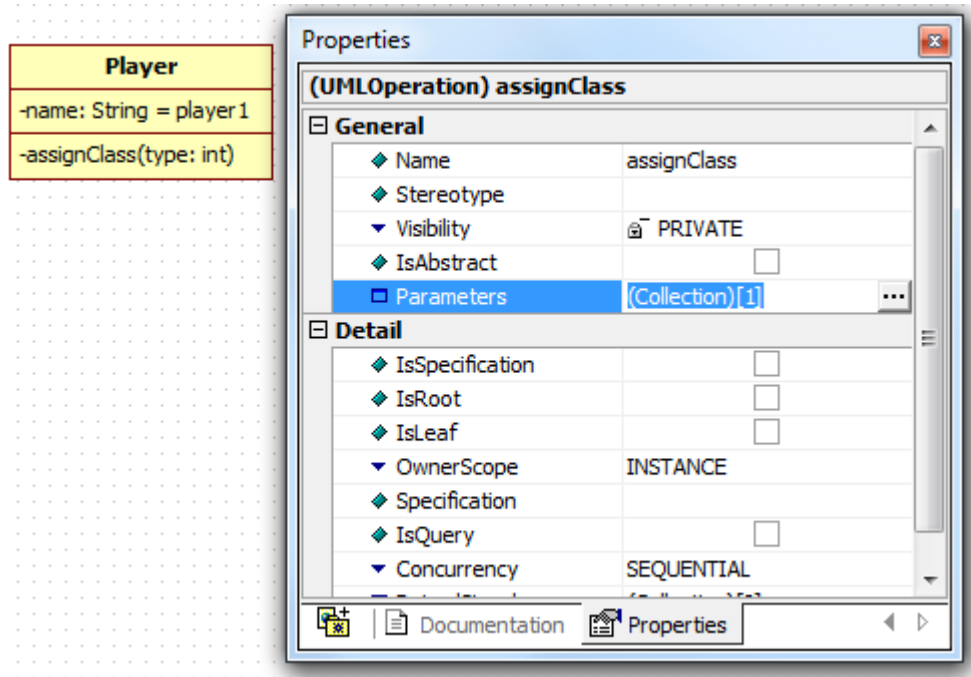 Player
-name: String = player1
-assignClass(type: int)
Properties
(UMLOperation) assignClass
General
Name assignClass
Stereotype
Visibility PRIVATE
IsAbstract
Parameters (Collection)[1] ...
Detail
IsSpecification
IsRoot
IsLeaf
OwnerScope INSTANCE
Specification
IsQuery
Concurrency SEQUENTIAL
Documentation Properties